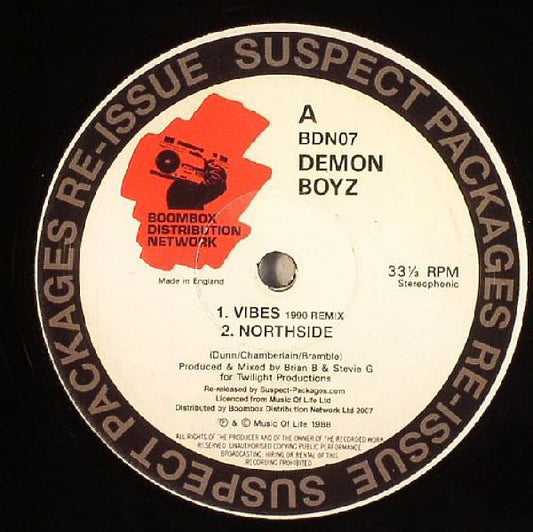 SUSPECT PACKAGES RE-ISSUE SUSPECT PACKAGES RE-ISSUE
A
BDN07
DEMON
BOYZ
BOOMBOX
DISTRIBUTION
NETWORK
Made in England
33⅓ RPM
Stereophonic
1. VIBES 1990 REMIX
2. NORTHSIDE
(Dunn/Chamberlain/Bramble)
Produced & Mixed by Brian B & Stevie G
for Twilight Productions
Re-released by Suspect-Packages.com
Licenced from Music Of Life Ltd
Distributed by Boombox Distribution Network Ltd 2007
℗ & © Music Of Life 1988
ALL RIGHTS OF THE PRODUCER AND OF THE OWNER OF THE RECORDED WORK
RESERVED. UNAUTHORISED COPYING PUBLIC PERFORMANCE
BROADCASTING, HIRING OR RENTAL OF THIS
RECORDING PROHIBITED